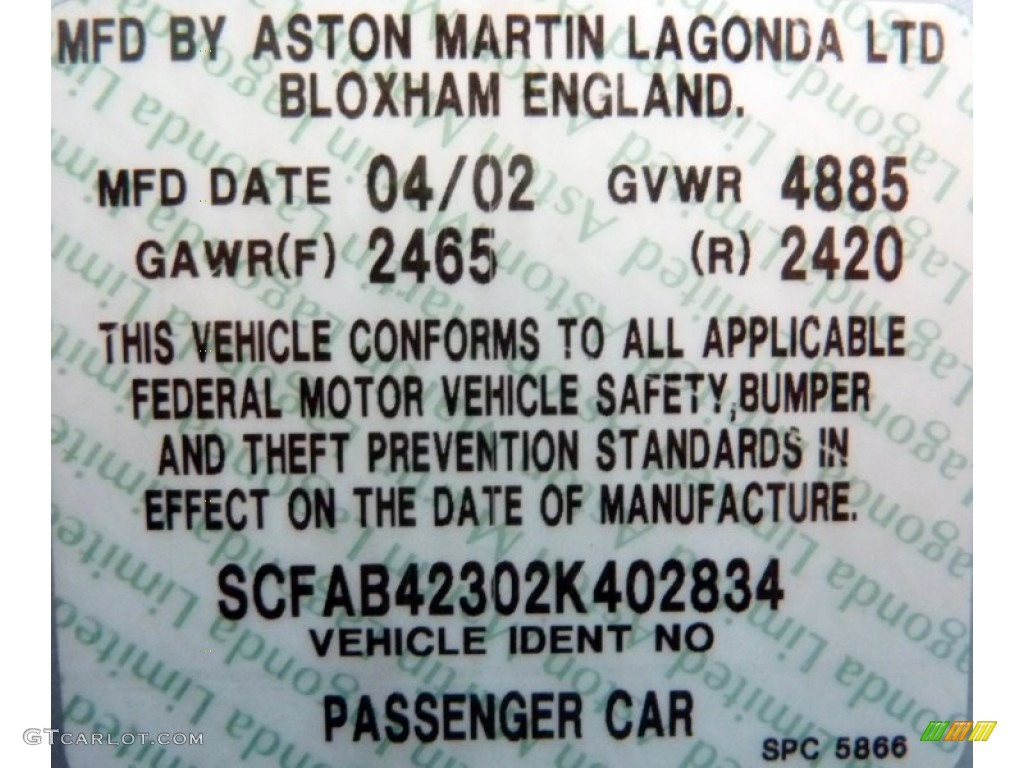 MFD BY ASTON MARTIN LAGONDA LTD
BLOXHAM ENGLAND.
MFD DATE 04/02 GVWR 4885
GAWR(F) 2465 (R) 2420
THIS VEHICLE CONFORMS TO ALL APPLICABLE
FEDERAL MOTOR VEHICLE SAFETY, BUMPER
AND THEFT PREVENTION STANDARDS IN
EFFECT ON THE DATE OF MANUFACTURE.
SCFAB42302K402834
VEHICLE IDENT NO
PASSENGER CAR
SPC 5866
GTCARLOT.COM